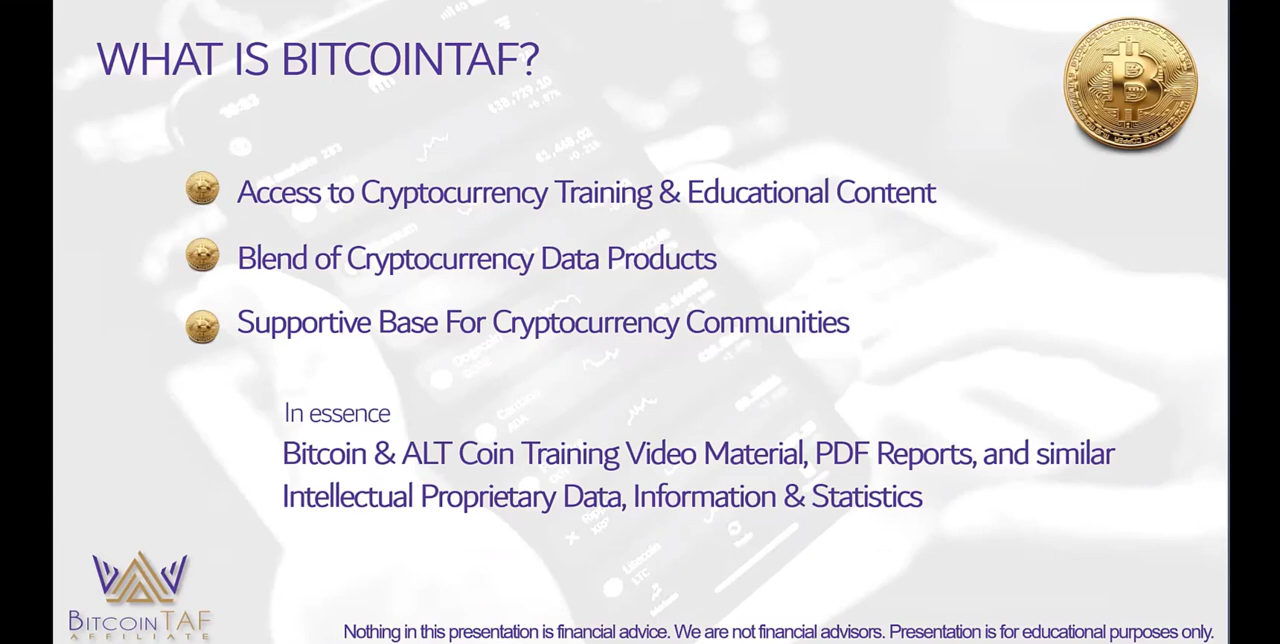 WHAT IS BITCOINTAF?
Access to Cryptocurrency Training & Educational Content
Blend of Cryptocurrency Data Products
Supportive Base For Cryptocurrency Communities
In essence
Bitcoin & ALT Coin Training Video Material, PDF Reports, and similar
Intellectual Proprietary Data, Information & Statistics
BITCOINTAF
AFFILIATE
Nothing in this presentation is financial advice. We are not financial advisors. Presentation is for educational purposes only.